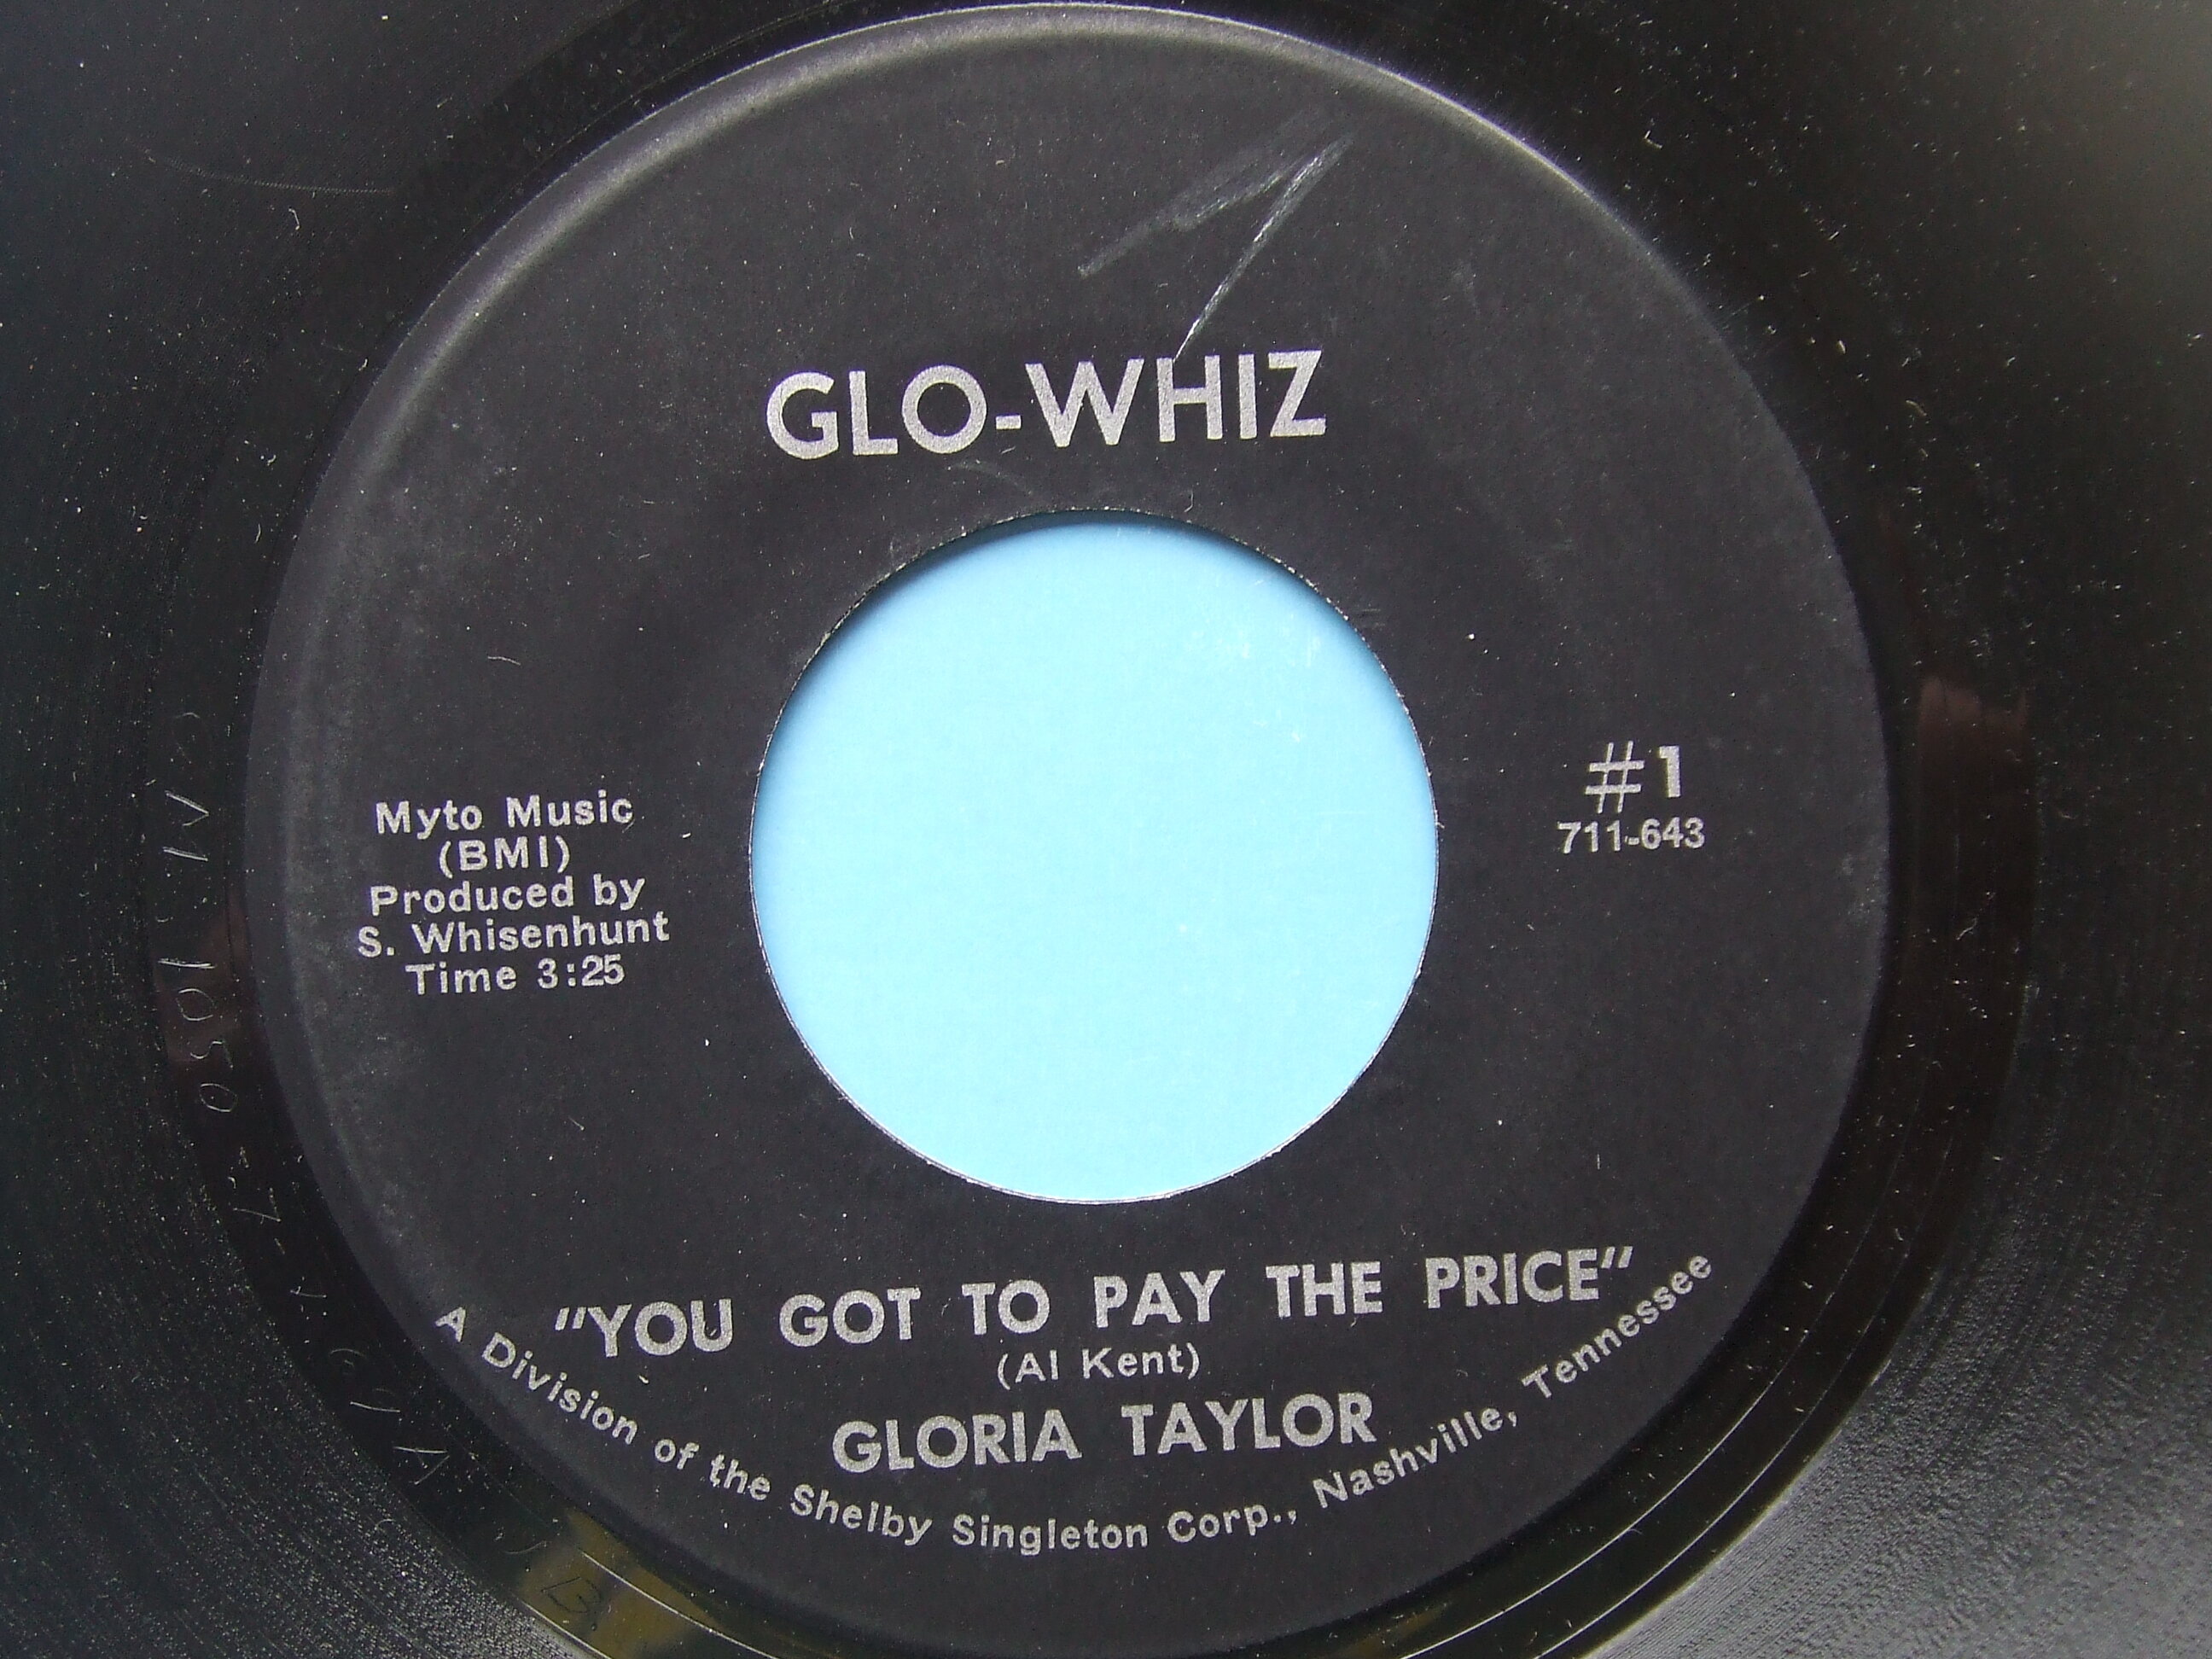 GLO-WHIZ
Myto Music
(BMI)
Produced by
S. Whisenhunt
Time 3:25
#1
711-643
"YOU GOT TO PAY THE PRICE"
(Al Kent)
GLORIA TAYLOR
A Division of the Shelby Singleton Corp., Nashville, Tennessee